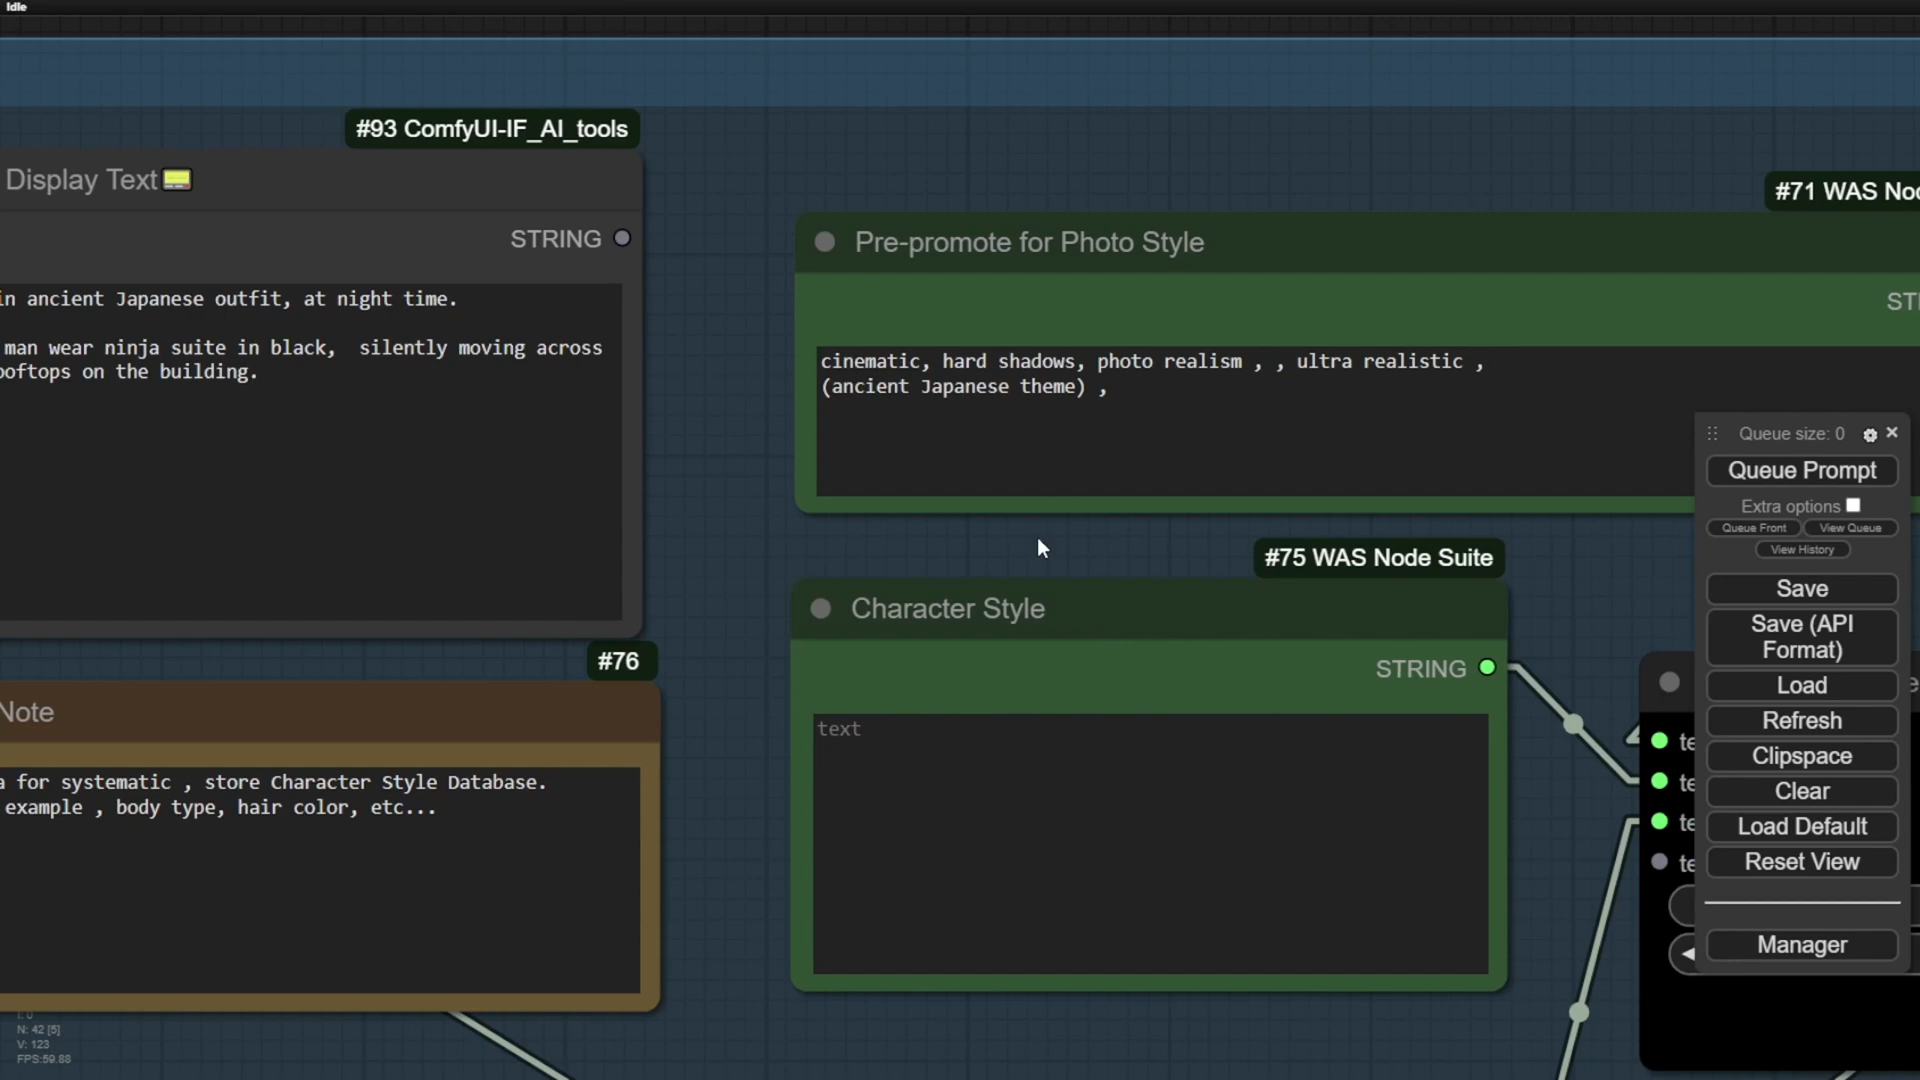 Idle
#93 ComfyUI-IF_AI_tools
Display Text
STRING
in ancient Japanese outfit, at night time.
man wear ninja suite in black,  silently moving across
on the building.
#76
Note
for systematic , store Character Style Database.
example , body type, hair color, etc...
#71 WAS
Pre-promote for Photo Style
cinematic, hard shadows, photo realism , , ultra realistic ,
(ancient Japanese theme) ,
#75 WAS Node Suite
Character Style
STRING
text
Queue size: 0
Queue Prompt
Extra options
Queue Front
View Queue
View History
Save
Save (API
Format)
Load
Refresh
Clipspace
Clear
Load Default
Reset View
Manager
I: 0
N: 42 [5]
V: 123
FPS:59.88